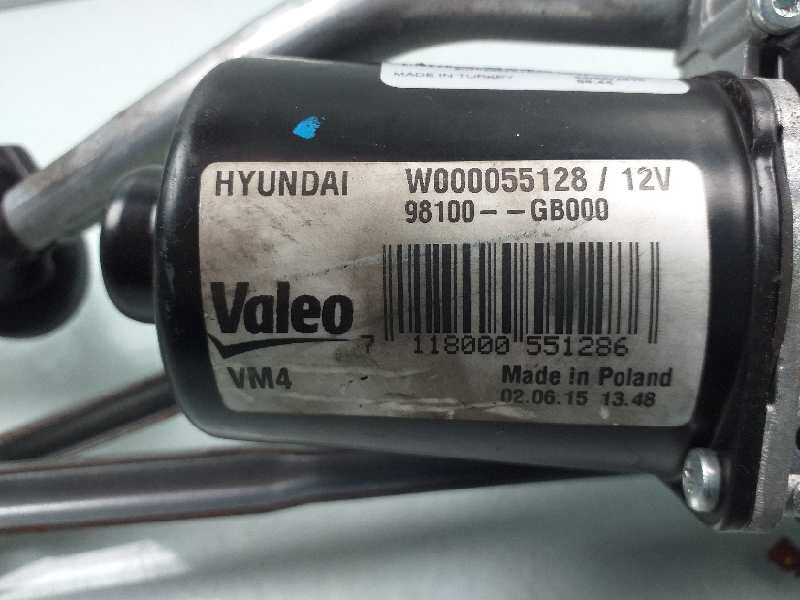 MADE IN TURKEY
HYUNDAI W000055128 / 12V
98100--GB000
Valeo
7 118000 551286
VM4 Made in Poland
02.06.15 13.48